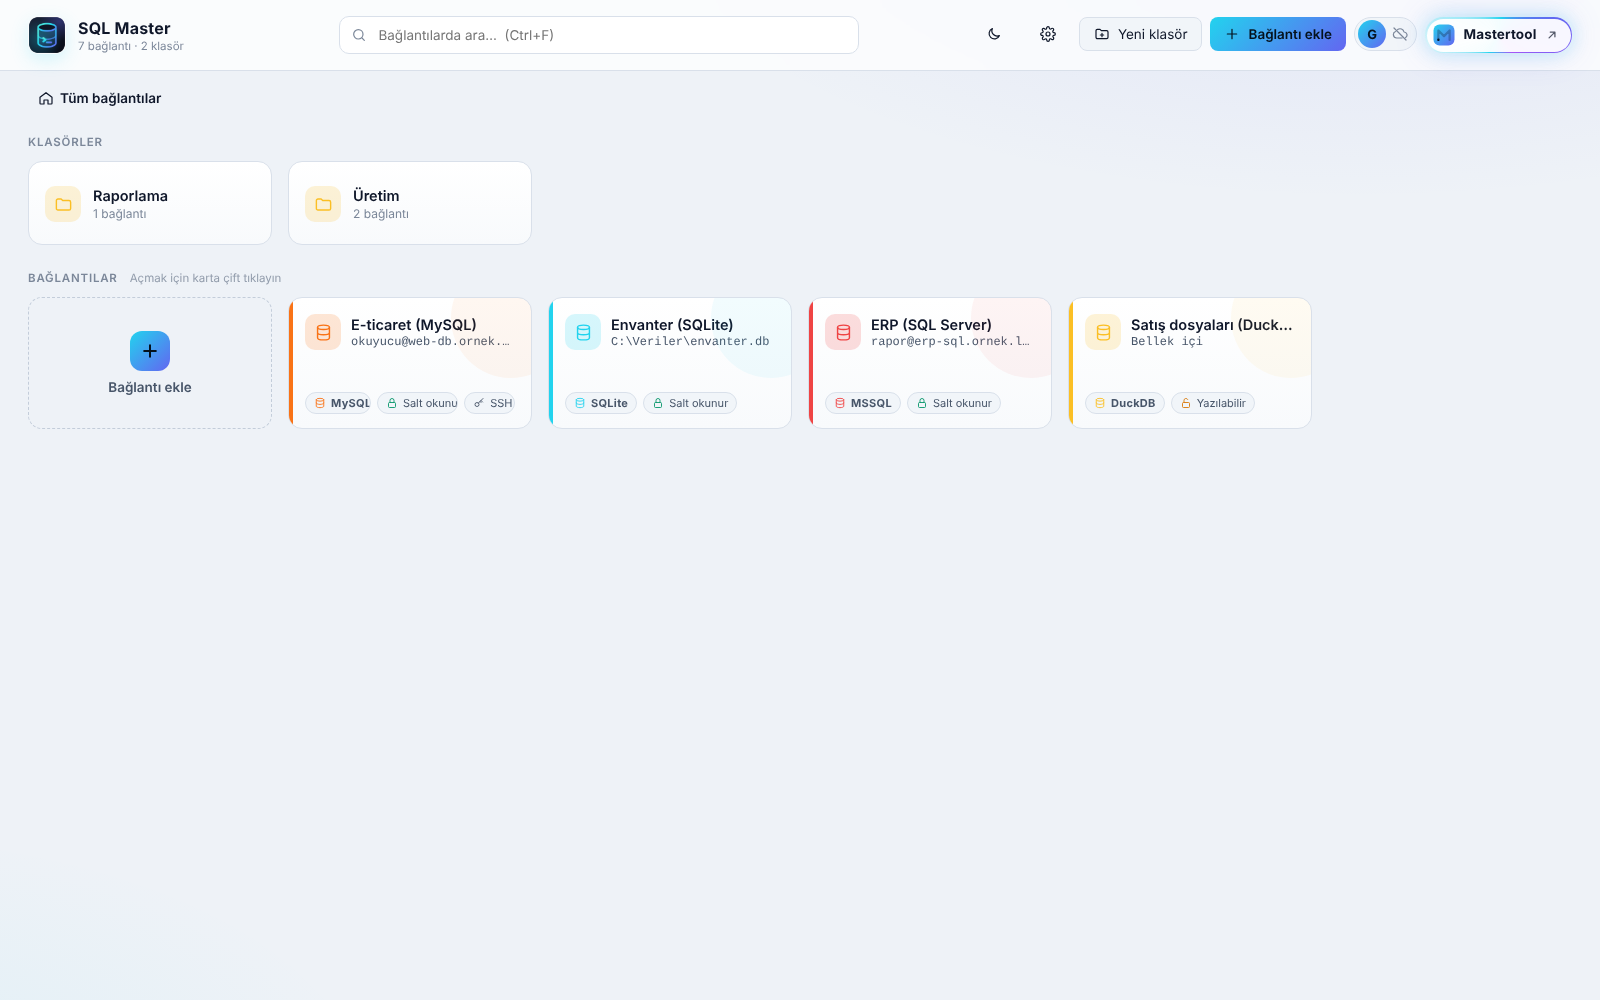 SQL Master
7 bağlantı · 2 klasör
Bağlantılarda ara... (Ctrl+F)
Yeni klasör
Bağlantı ekle
G
Mastertool
Tüm bağlantılar
KLASÖRLER
Raporlama
1 bağlantı
Üretim
2 bağlantı
BAĞLANTILAR
Açmak için karta çift tıklayın
Bağlantı ekle
E-ticaret (MySQL)
okuyucu@web-db.ornek.…
MySQL
Salt okunu
SSH
Envanter (SQLite)
C:\Veriler\envanter.db
SQLite
Salt okunur
ERP (SQL Server)
rapor@erp-sql.ornek.l…
MSSQL
Salt okunur
Satış dosyaları (Duck...
Bellek içi
DuckDB
Yazılabilir